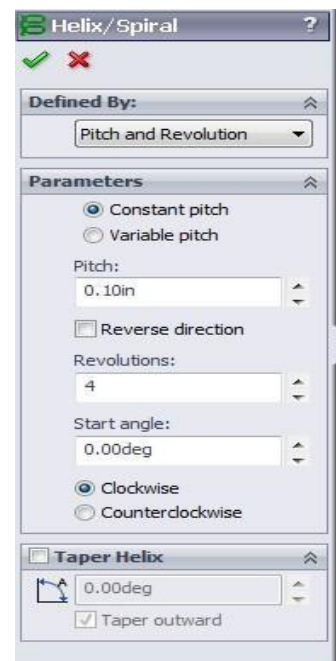 Helix/Spiral ?
Defined By:
Pitch and Revolution
Parameters
Constant pitch
Variable pitch
Pitch:
0.10in
Reverse direction
Revolutions:
4
Start angle:
0.00deg
Clockwise
Counterclockwise
Taper Helix
A
0.00deg
Taper outward